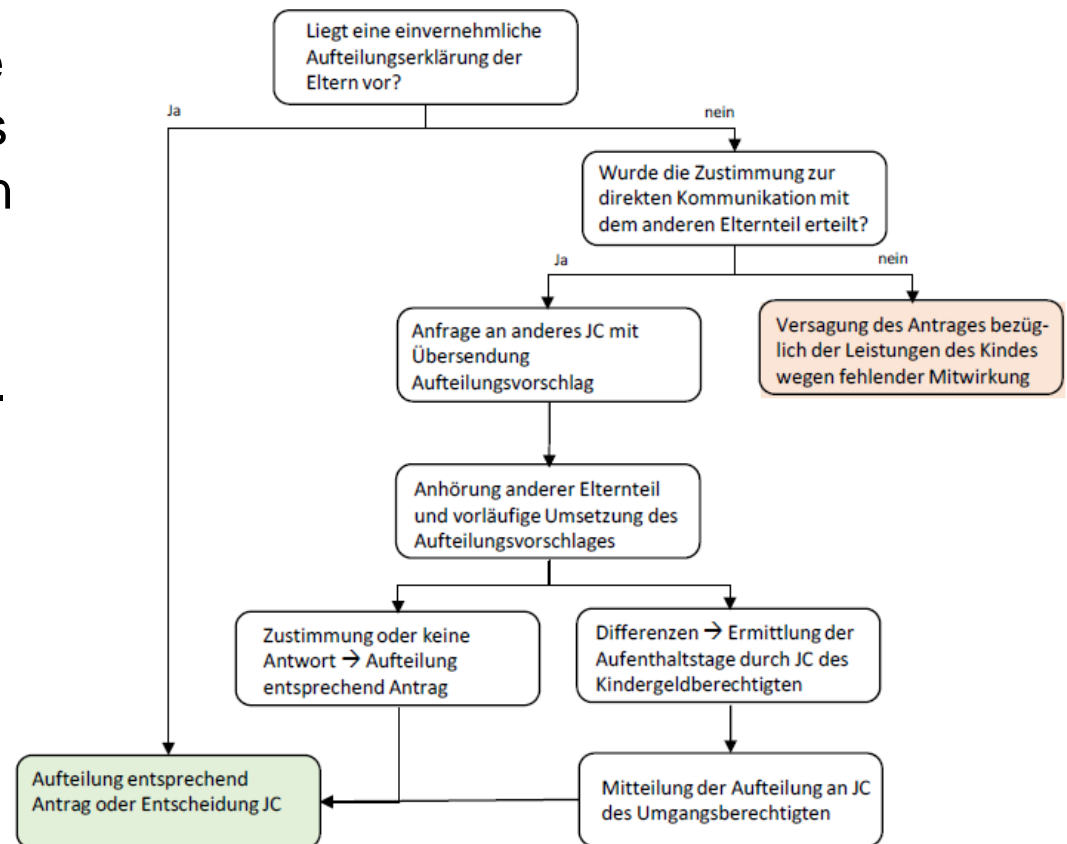 Liegt eine einvernehmliche
Aufteilungserklärung der
Eltern vor?
Ja
nein
Wurde die Zustimmung zur
direkten Kommunikation mit
dem anderen Elternteil erteilt?
Ja
nein
Anfrage an anderes JC mit
Übersendung
Aufteilungsvorschlag
Versagung des Antrages bezüg-
lich der Leistungen des Kindes
wegen fehlender Mitwirkung
Anhörung anderer Elternteil
und vorläufige Umsetzung des
Aufteilungsvorschlages
Zustimmung oder keine
Antwort → Aufteilung
entsprechend Antrag
Differenzen → Ermittlung der
Aufenthaltstage durch JC des
Kindergeldberechtigten
Aufteilung entsprechend
Antrag oder Entscheidung JC
Mitteilung der Aufteilung an JC
des Umgangsberechtigten